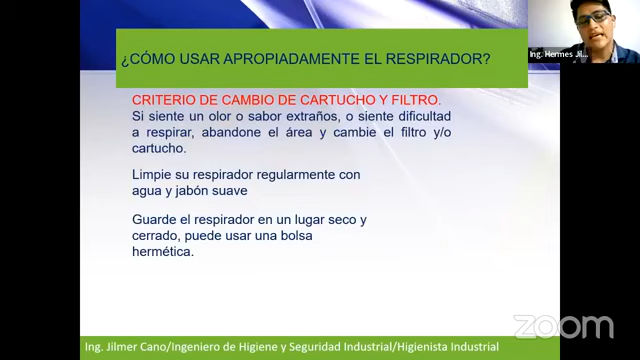 Ing. Hermes Jil...
¿CÓMO USAR APROPIADAMENTE EL RESPIRADOR?
CRITERIO DE CAMBIO DE CARTUCHO Y FILTRO.
Si siente un olor o sabor extraños, o siente dificultad
a respirar, abandone el área y cambie el filtro y/o
cartucho.
Limpie su respirador regularmente con
agua y jabón suave
Guarde el respirador en un lugar seco y
cerrado, puede usar una bolsa
hermética.
Ing. Jilmer Cano/Ingeniero de Higiene y Seguridad Industrial/Higienista Industrial
zoom